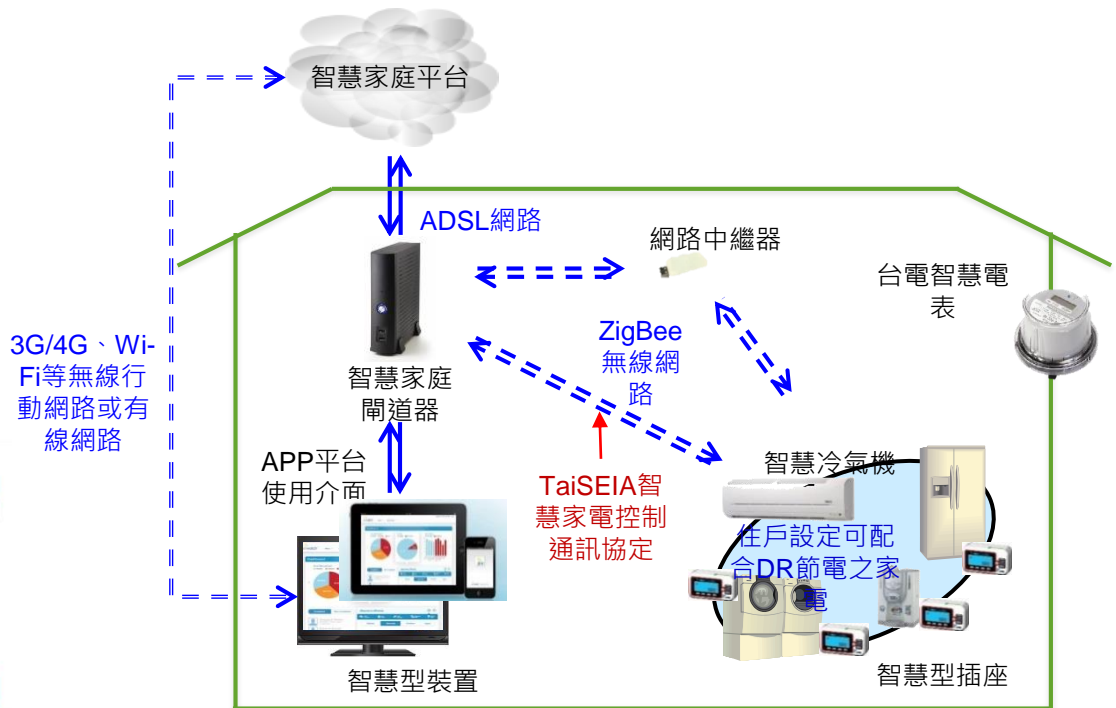 智慧家庭平台
ADSL網路
網路中繼器
台電智慧電
表
3G/4G、Wi-
Fi等無線行
動網路或有
線網路
ZigBee
無線網
路
智慧家庭
閘道器
APP平台
使用介面
TaiSEIA智
慧家電控制
通訊協定
智慧冷氣機
住戶設定可配
合DR節電之家
電
智慧型裝置
智慧型插座